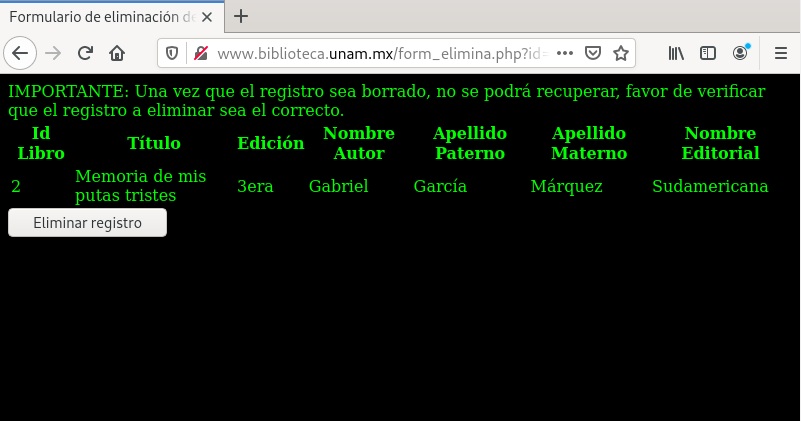 Formulario de eliminación de
www.biblioteca.unam.mx/form_elimina.php?id=
IMPORTANTE: Una vez que el registro sea borrado, no se podrá recuperar, favor de verificar
que el registro a eliminar sea el correcto.
Id Libro Título Edición Nombre Autor Apellido Paterno Apellido Materno Nombre Editorial
2 Memoria de mis putas tristes 3era Gabriel García Márquez Sudamericana
Eliminar registro